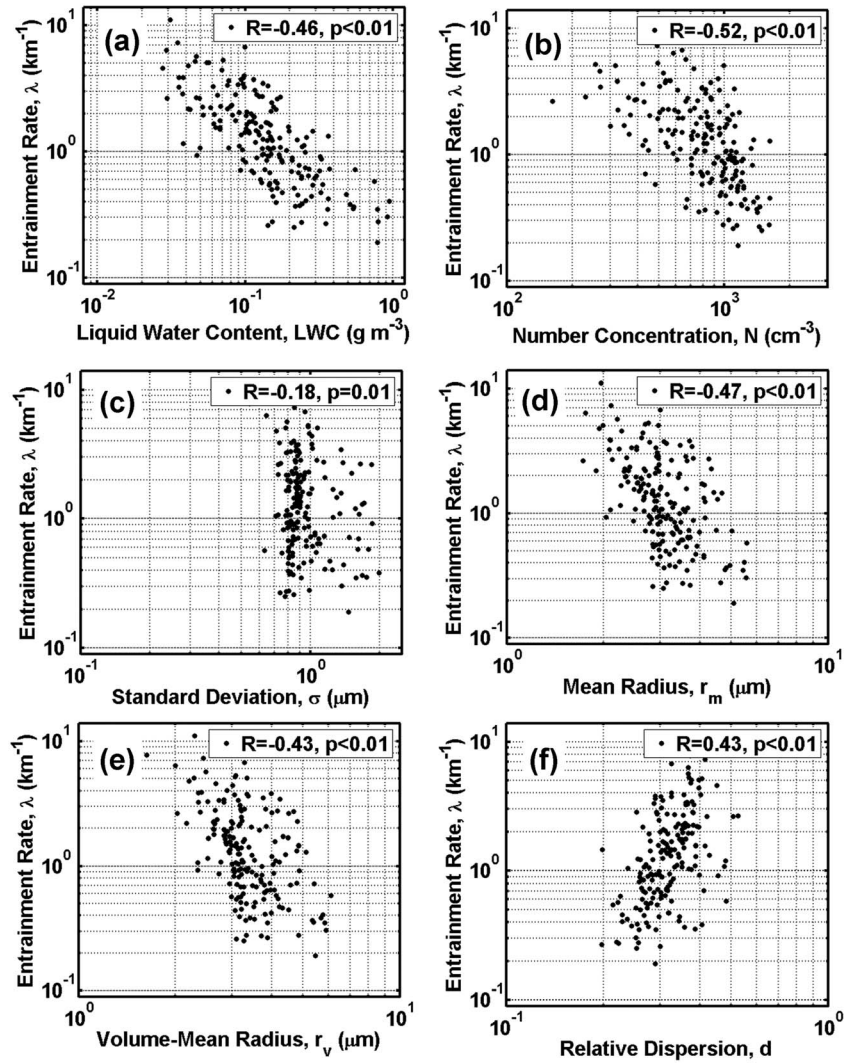 (a)
R=-0.46, p<0.01
Entrainment Rate, λ (km⁻¹)
10¹
10⁰
10⁻¹
10⁻² 10⁻¹ 10⁰
Liquid Water Content, LWC (g m⁻³)
(b)
R=-0.52, p<0.01
Entrainment Rate, λ (km⁻¹)
10¹
10⁰
10⁻¹
10² 10³
Number Concentration, N (cm⁻³)
(c)
R=-0.18, p=0.01
Entrainment Rate, λ (km⁻¹)
10¹
10⁰
10⁻¹
10⁻¹ 10⁰
Standard Deviation, σ (μm)
(d)
R=-0.47, p<0.01
Entrainment Rate, λ (km⁻¹)
10¹
10⁰
10⁻¹
10⁰ 10¹
Mean Radius, rₘ (μm)
(e)
R=-0.43, p<0.01
Entrainment Rate, λ (km⁻¹)
10¹
10⁰
10⁻¹
10⁰ 10¹
Volume-Mean Radius, rᵥ (μm)
(f)
R=0.43, p<0.01
Entrainment Rate, λ (km⁻¹)
10¹
10⁰
10⁻¹
10⁻¹ 10⁰
Relative Dispersion, d